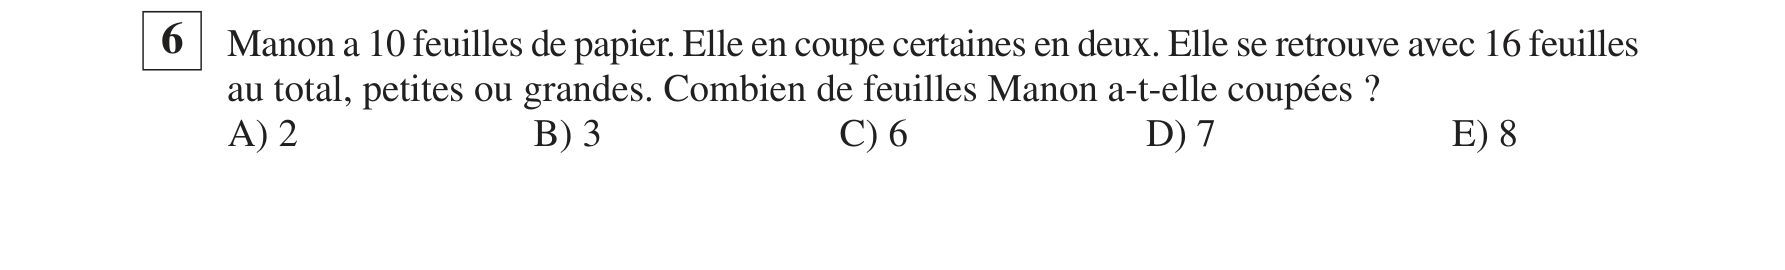 6 Manon a 10 feuilles de papier. Elle en coupe certaines en deux. Elle se retrouve avec 16 feuilles
au total, petites ou grandes. Combien de feuilles Manon a-t-elle coupées ?
A) 2 B) 3 C) 6 D) 7 E) 8